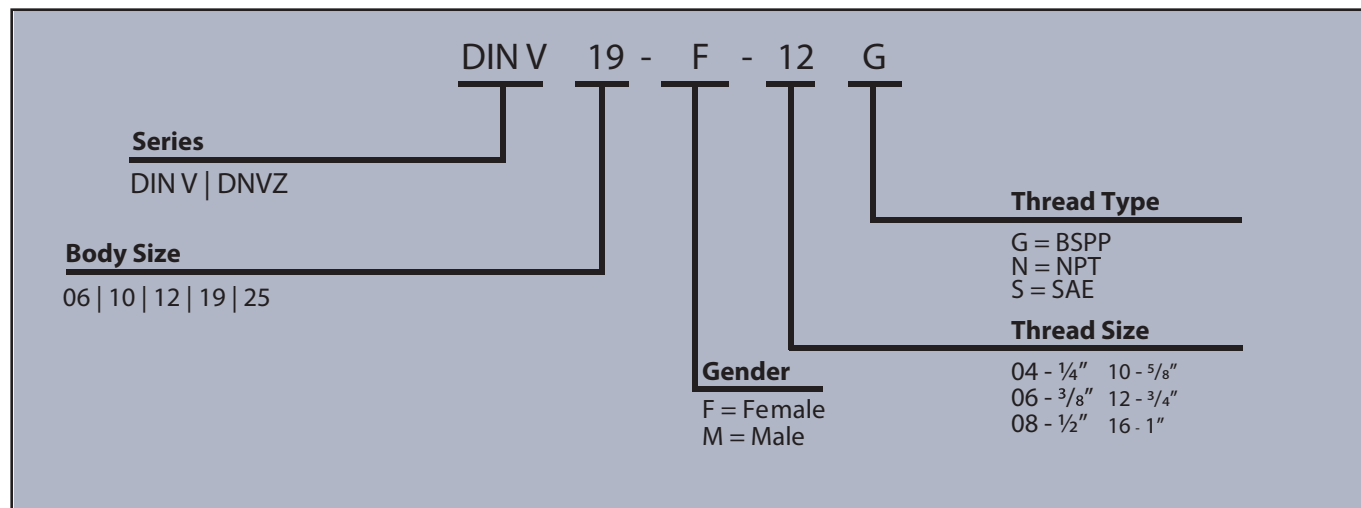 DIN V 19 - F - 12 G
Series
DIN V | DNVZ
Body Size
06 | 10 | 12 | 19 | 25
Thread Type
G = BSPP
N = NPT
S = SAE
Thread Size
04 - ¼" 10 - ⁵/₈"
06 - ³/₈" 12 - ³/₄"
08 - ½" 16 - 1"
Gender
F = Female
M = Male